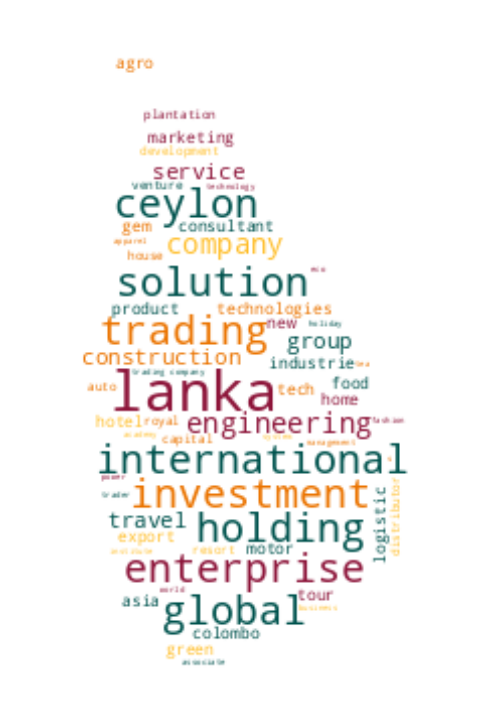 agro
plantation
marketing
development
service
venture technology
ceylon
gem consultant
apparel company
house
eco
solution
product technologies
trading new holiday
group
construction industrie tea
trading company
auto lanka tech food
home
hotel royal engineering fashion
academy capital system management
international
power
trader investment
logistic distributor
travel holding
export
institute resort motor
enterprise
world
asia tour
global business
colombo
green
associate